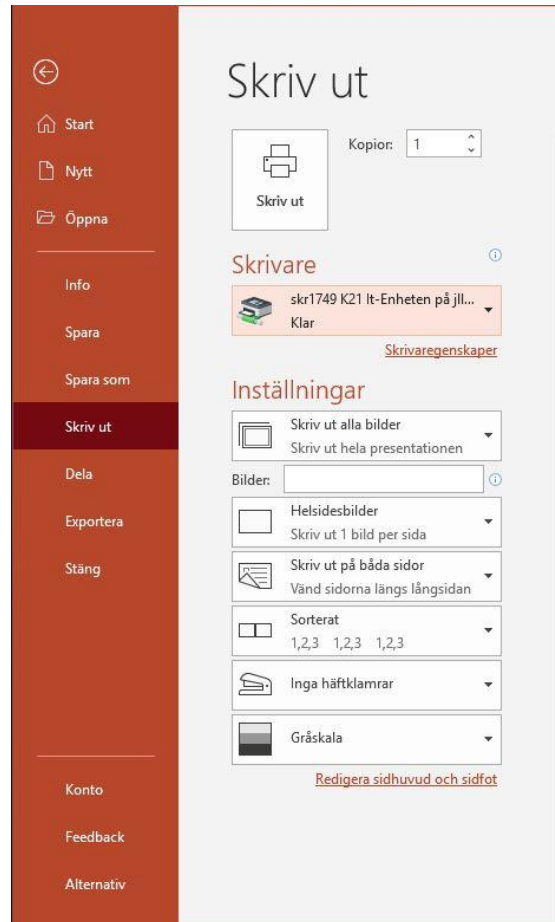 Start
Nytt
Öppna
Info
Spara
Spara som
Skriv ut
Dela
Exportera
Stäng
Konto
Feedback
Alternativ
Skriv ut
Skriv ut
Kopior: 1
Skrivare
skr1749 K21 It-Enheten på jll...
Klar
Skrivaregenskaper
Inställningar
Skriv ut alla bilder
Skriv ut hela presentationen
Bilder:
Helsidesbilder
Skriv ut 1 bild per sida
Skriv ut på båda sidor
Vänd sidorna längs långsidan
Sorterat
1,2,3 1,2,3 1,2,3
Inga häftklamrar
Gråskala
Redigera sidhuvud och sidfot